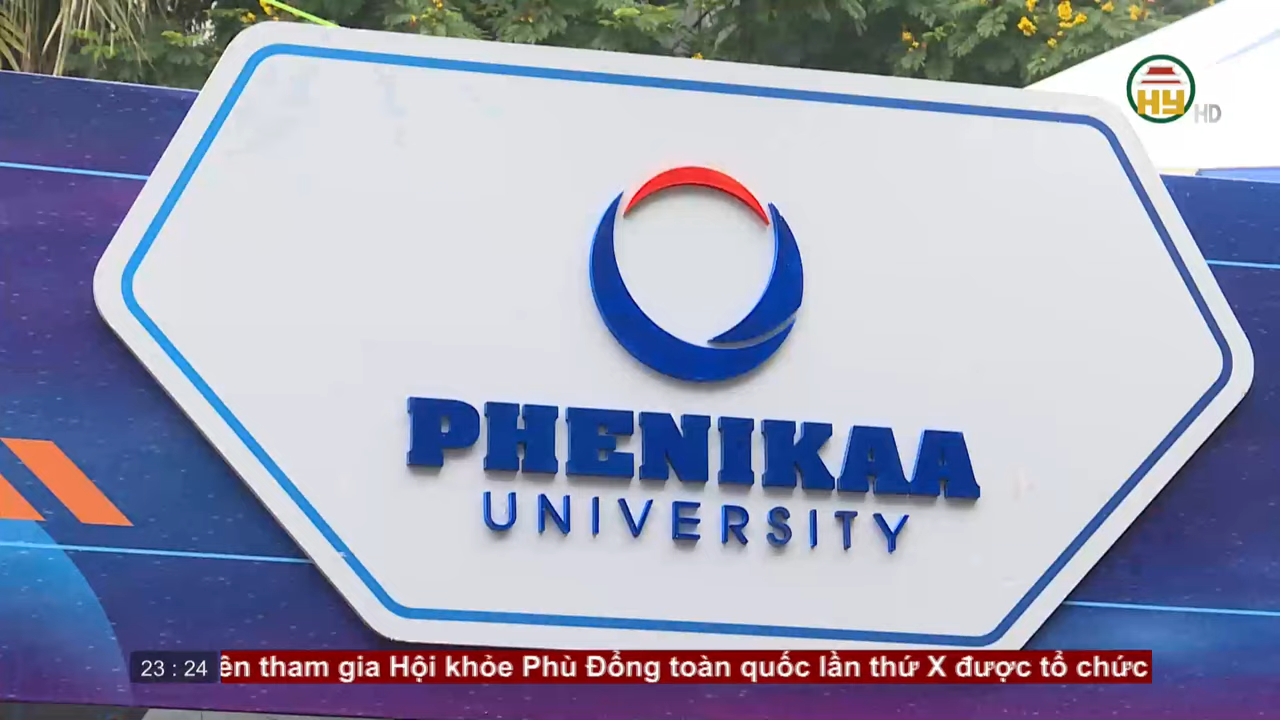 HY HD
PHENIKAA
UNIVERSITY
23 : 24
ên tham gia Hội khỏe Phù Đổng toàn quốc lần thứ X được tổ chức